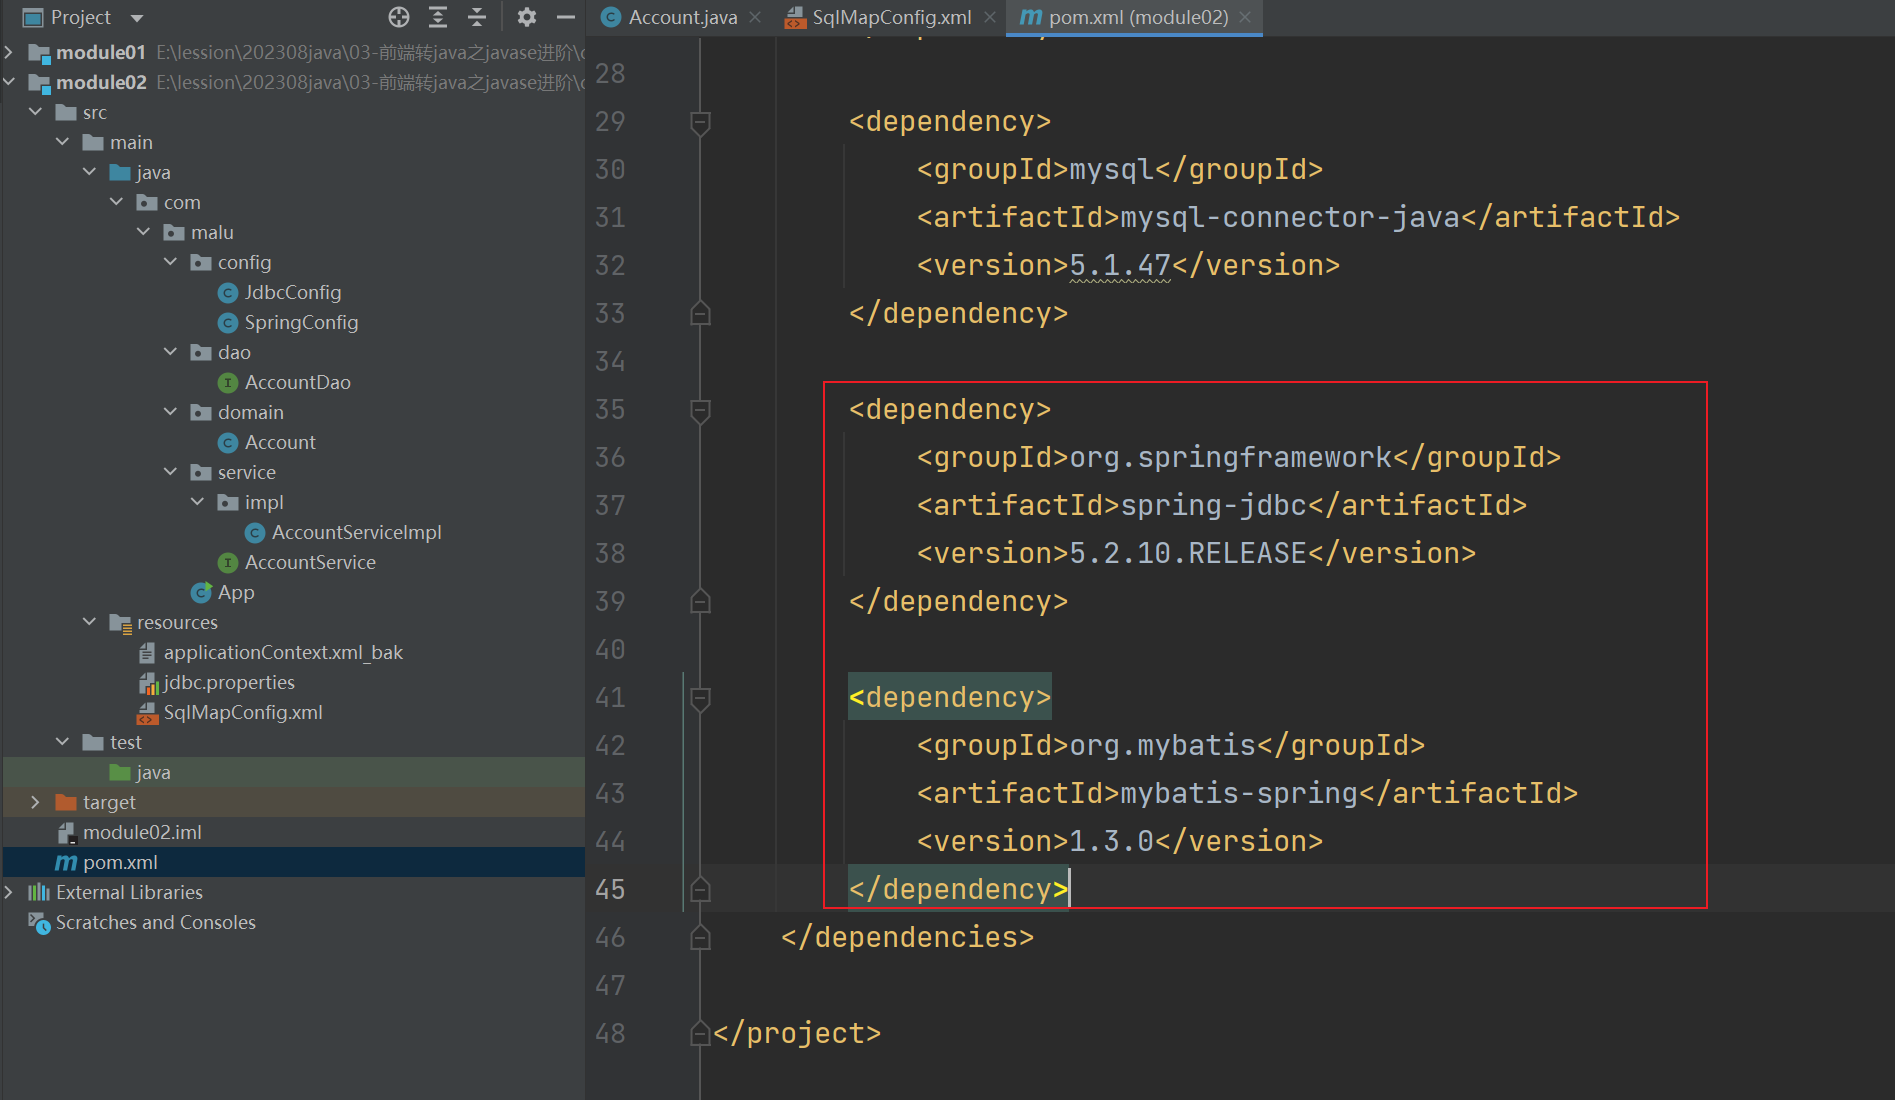 Project
module01 E:\lession\202308java\03-前端转java之javase进阶\c
module02 E:\lession\202308java\03-前端转java之javase进阶\c
src
main
java
com
malu
config
JdbcConfig
SpringConfig
dao
AccountDao
domain
Account
service
impl
AccountServiceImpl
AccountService
App
resources
applicationContext.xml_bak
jdbc.properties
SqlMapConfig.xml
test
java
target
module02.iml
pom.xml
External Libraries
Scratches and Consoles
Account.java
SqlMapConfig.xml
pom.xml (module02)
28
29 <dependency>
30 <groupId>mysql</groupId>
31 <artifactId>mysql-connector-java</artifactId>
32 <version>5.1.47</version>
33 </dependency>
34
35 <dependency>
36 <groupId>org.springframework</groupId>
37 <artifactId>spring-jdbc</artifactId>
38 <version>5.2.10.RELEASE</version>
39 </dependency>
40
41 <dependency>
42 <groupId>org.mybatis</groupId>
43 <artifactId>mybatis-spring</artifactId>
44 <version>1.3.0</version>
45 </dependency>
46 </dependencies>
47
48 </project>